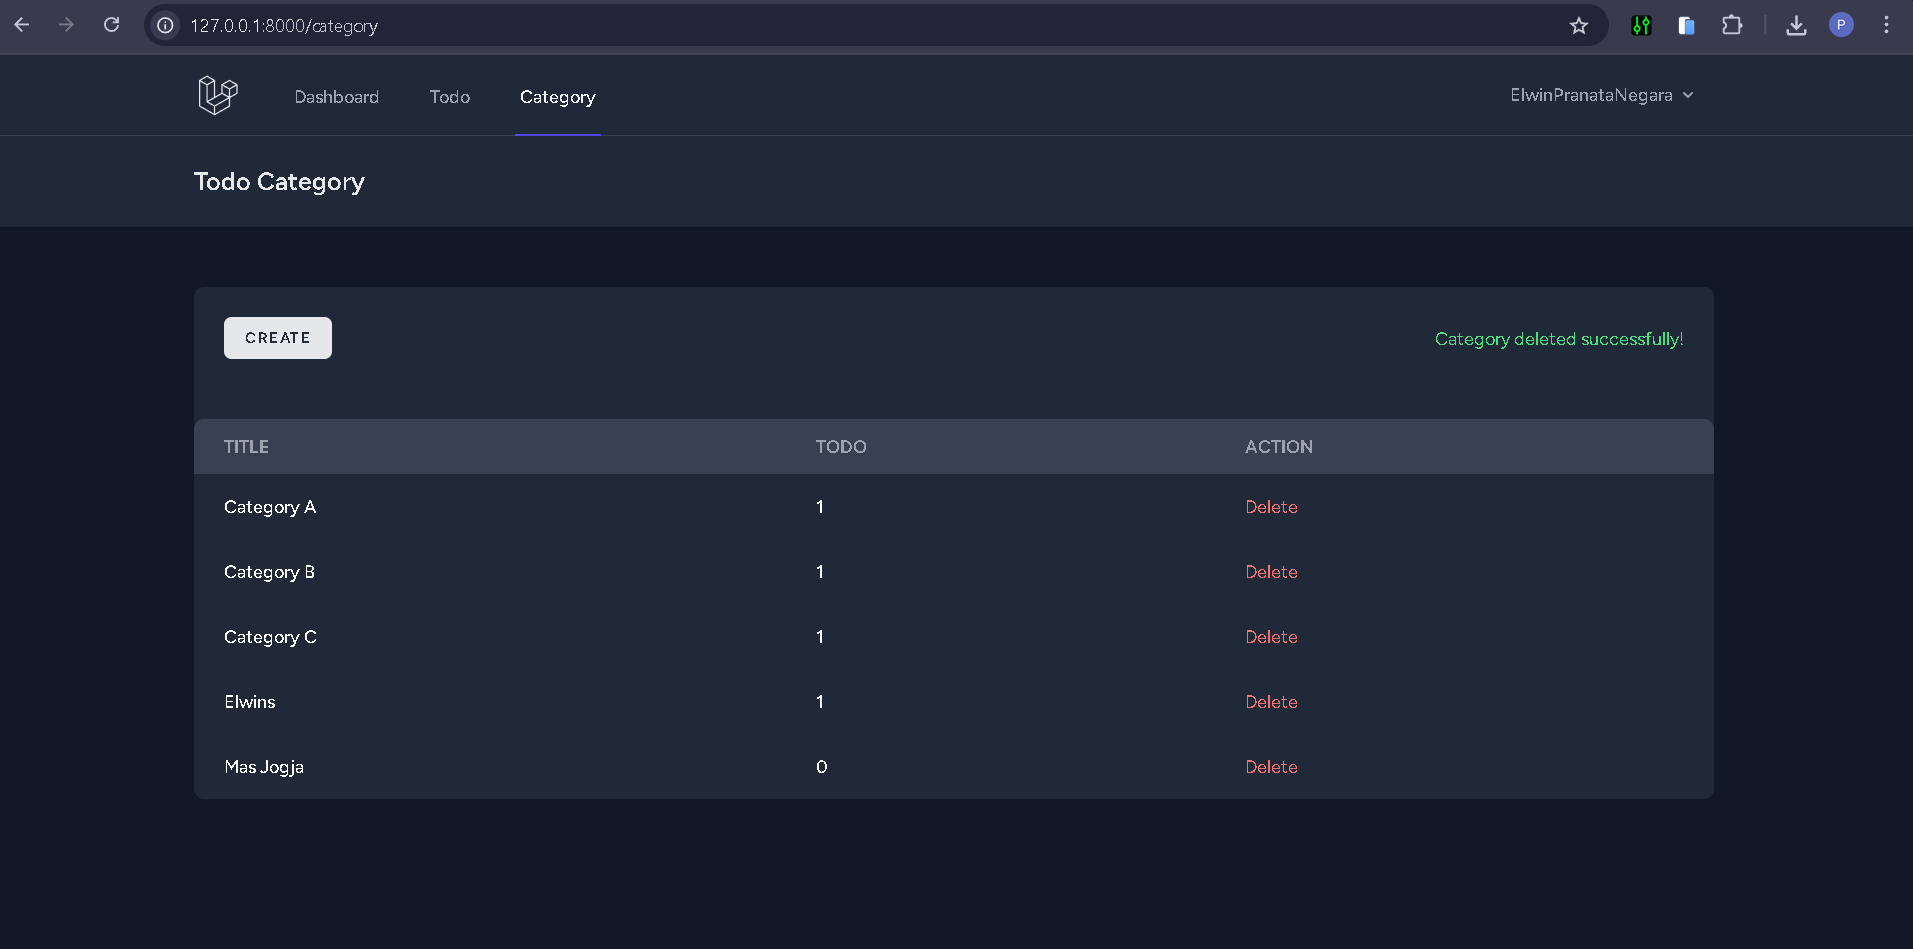 127.0.0.1:8000/category
P
Dashboard Todo Category ElwinPranataNegara
Todo Category
CREATE Category deleted successfully!
TITLE TODO ACTION
Category A 1 Delete
Category B 1 Delete
Category C 1 Delete
Elwins 1 Delete
Mas Jogja 0 Delete